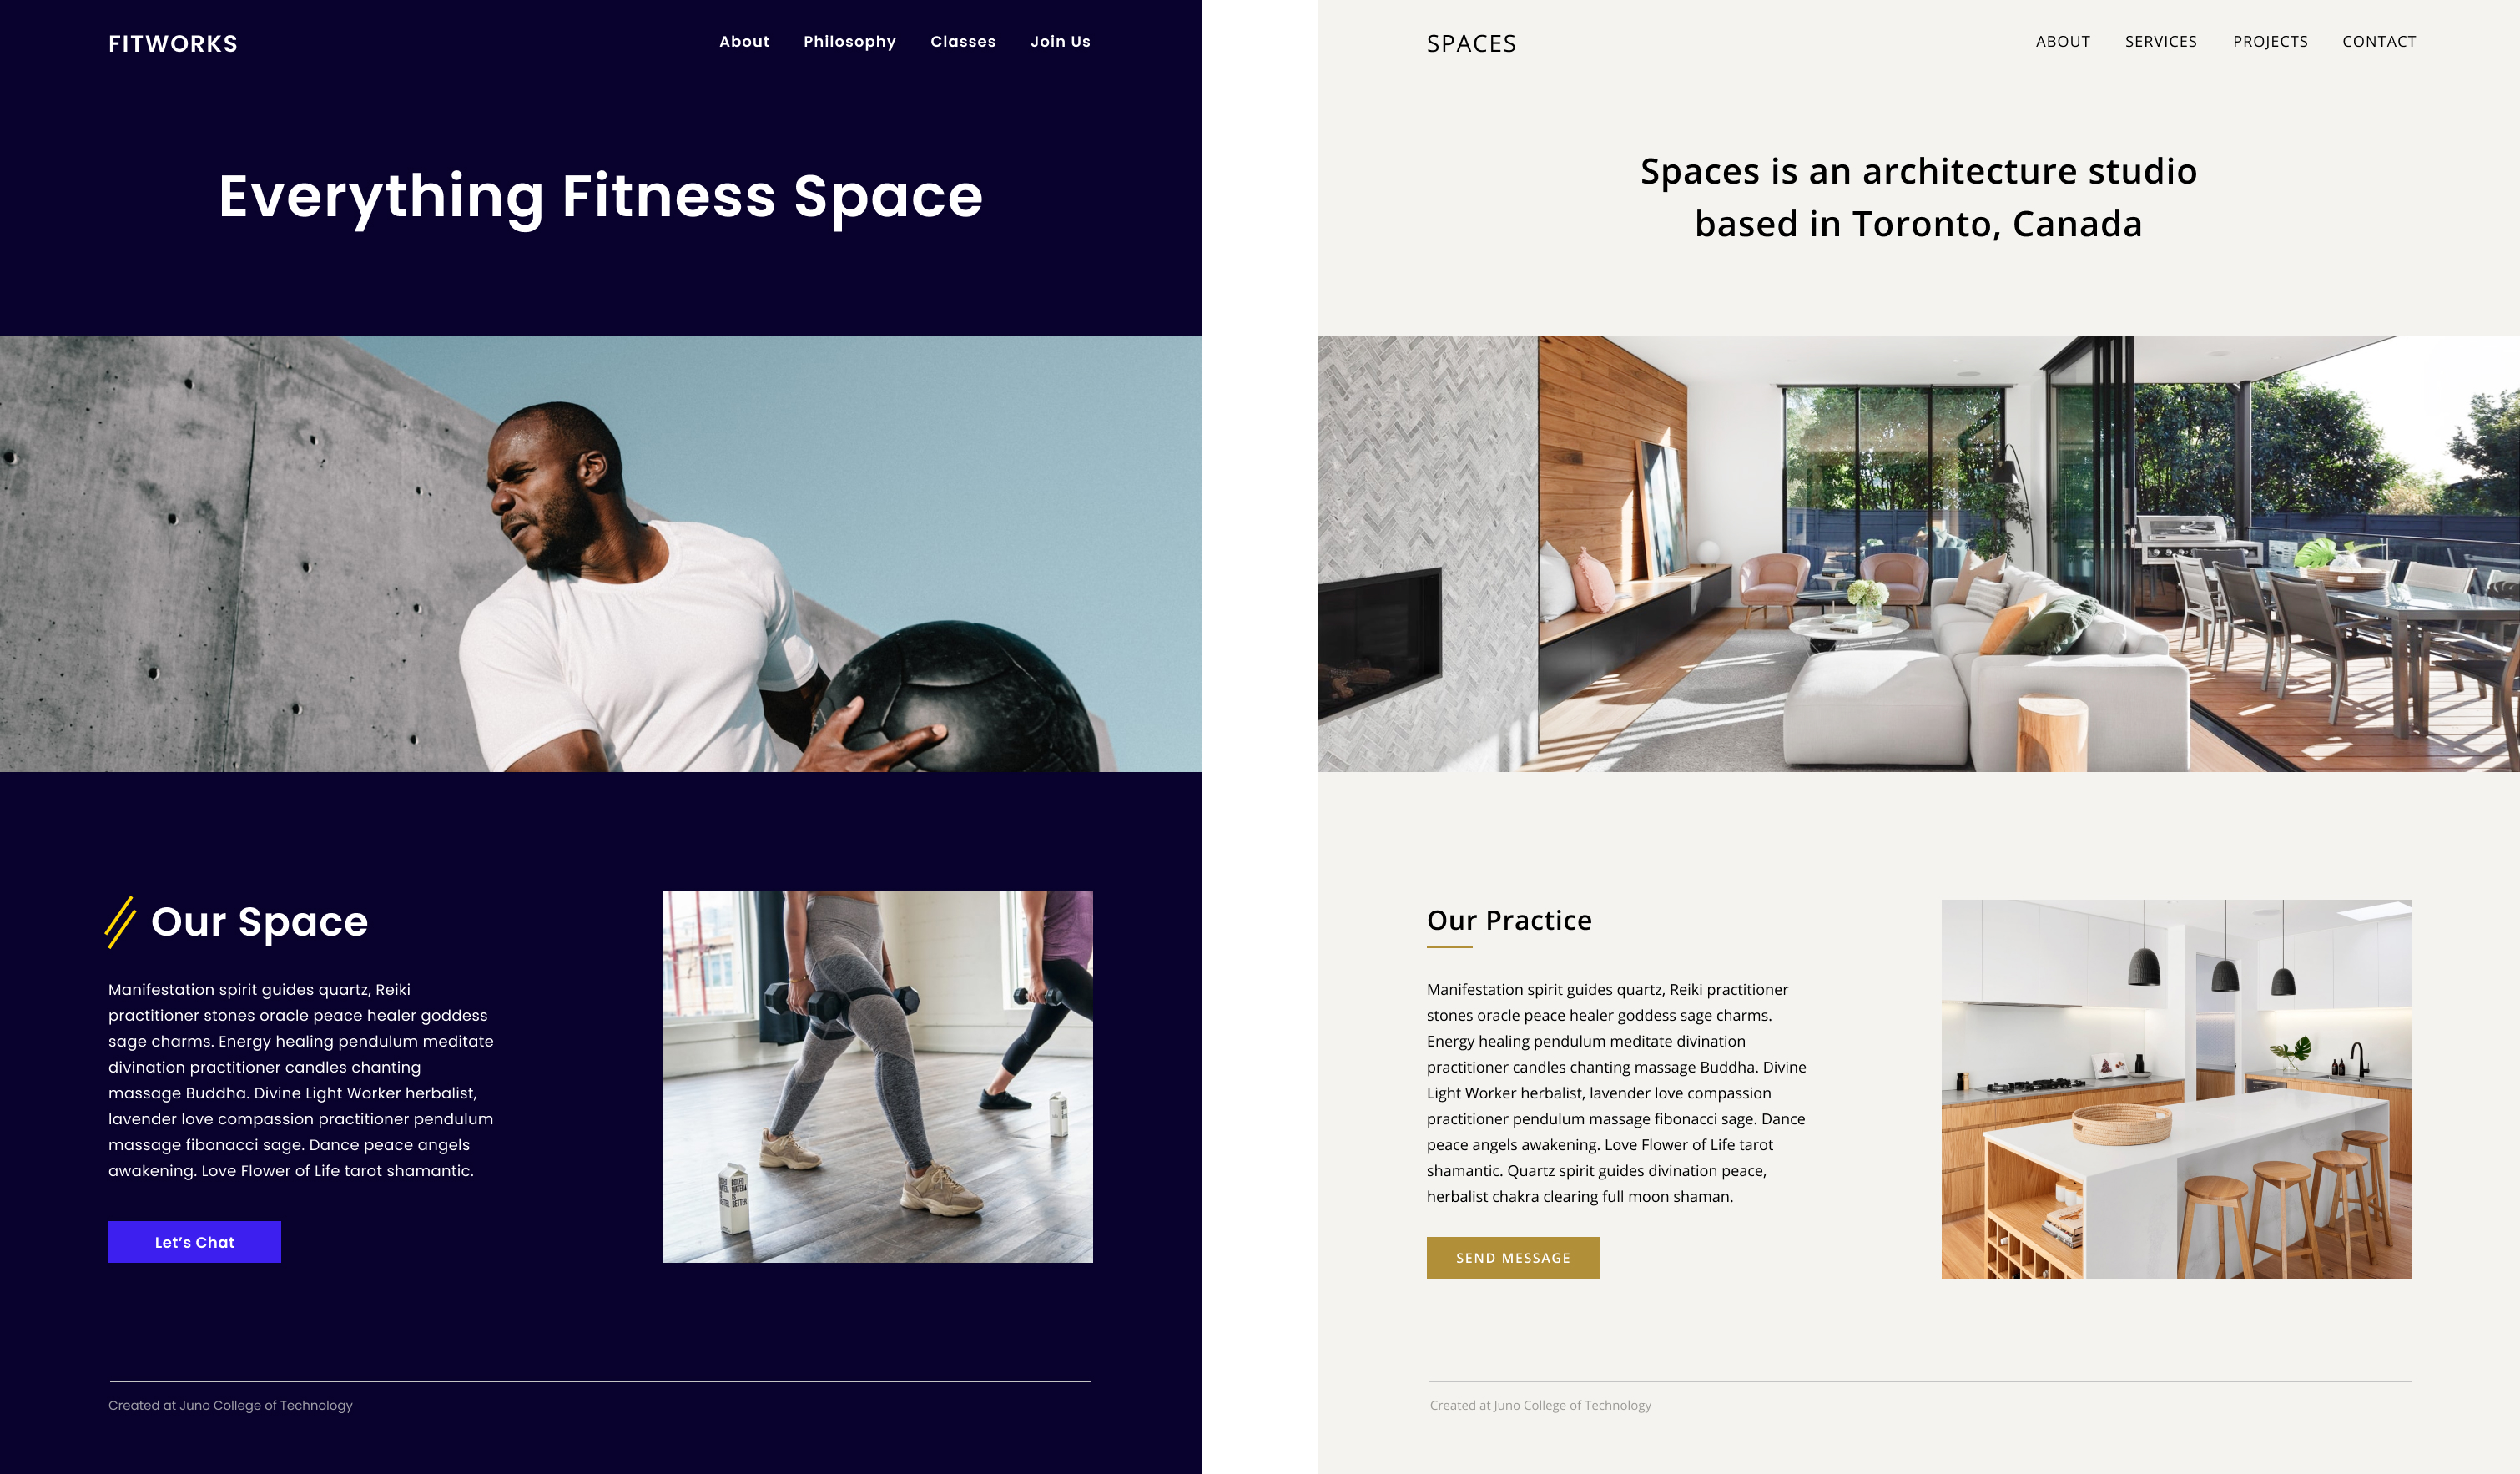 FITWORKS
About Philosophy Classes Join Us
Everything Fitness Space
Our Space
Manifestation spirit guides quartz, Reiki
practitioner stones oracle peace healer goddess
sage charms. Energy healing pendulum meditate
divination practitioner candles chanting
massage Buddha. Divine Light Worker herbalist,
lavender love compassion practitioner pendulum
massage fibonacci sage. Dance peace angels
awakening. Love Flower of Life tarot shamantic.
Let’s Chat
BOXED
WATER
IS
BETTER.
Created at Juno College of Technology
SPACES
ABOUT SERVICES PROJECTS CONTACT
Spaces is an architecture studio
based in Toronto, Canada
Our Practice
Manifestation spirit guides quartz, Reiki practitioner
stones oracle peace healer goddess sage charms.
Energy healing pendulum meditate divination
practitioner candles chanting massage Buddha. Divine
Light Worker herbalist, lavender love compassion
practitioner pendulum massage fibonacci sage. Dance
peace angels awakening. Love Flower of Life tarot
shamantic. Quartz spirit guides divination peace,
herbalist chakra clearing full moon shaman.
SEND MESSAGE
Created at Juno College of Technology